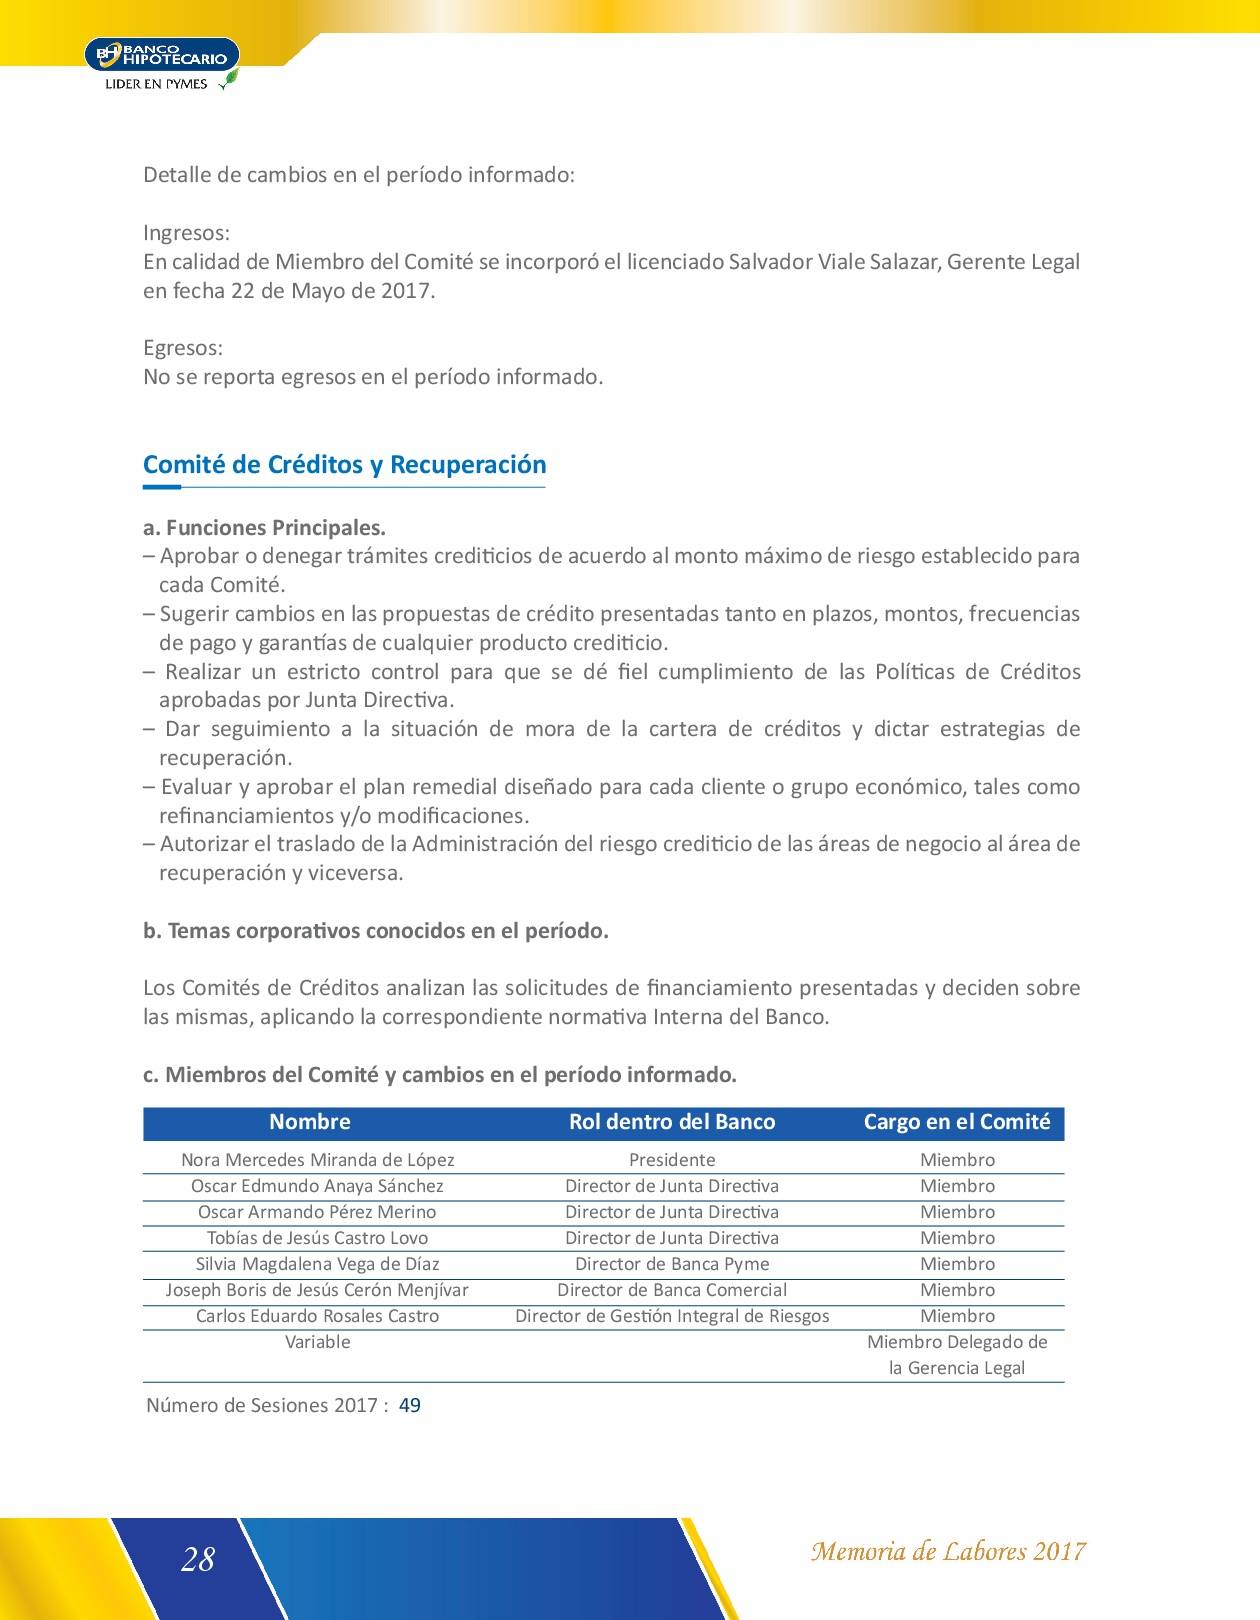 BH BANCO
HIPOTECARIO
LIDER EN PYMES
Detalle de cambios en el período informado:
Ingresos:
En calidad de Miembro del Comité se incorporó el licenciado Salvador Viale Salazar, Gerente Legal
en fecha 22 de Mayo de 2017.
Egresos:
No se reporta egresos en el período informado.
Comité de Créditos y Recuperación
a. Funciones Principales.
– Aprobar o denegar trámites crediticios de acuerdo al monto máximo de riesgo establecido para
cada Comité.
– Sugerir cambios en las propuestas de crédito presentadas tanto en plazos, montos, frecuencias
de pago y garantías de cualquier producto crediticio.
– Realizar un estricto control para que se dé fiel cumplimiento de las Políticas de Créditos
aprobadas por Junta Directiva.
– Dar seguimiento a la situación de mora de la cartera de créditos y dictar estrategias de
recuperación.
– Evaluar y aprobar el plan remedial diseñado para cada cliente o grupo económico, tales como
refinanciamientos y/o modificaciones.
– Autorizar el traslado de la Administración del riesgo crediticio de las áreas de negocio al área de
recuperación y viceversa.
b. Temas corporativos conocidos en el período.
Los Comités de Créditos analizan las solicitudes de financiamiento presentadas y deciden sobre
las mismas, aplicando la correspondiente normativa Interna del Banco.
c. Miembros del Comité y cambios en el período informado.
Nombre Rol dentro del Banco Cargo en el Comité
Nora Mercedes Miranda de López Presidente Miembro
Oscar Edmundo Anaya Sánchez Director de Junta Directiva Miembro
Oscar Armando Pérez Merino Director de Junta Directiva Miembro
Tobías de Jesús Castro Lovo Director de Junta Directiva Miembro
Silvia Magdalena Vega de Díaz Director de Banca Pyme Miembro
Joseph Boris de Jesús Cerón Menjívar Director de Banca Comercial Miembro
Carlos Eduardo Rosales Castro Director de Gestión Integral de Riesgos Miembro
Variable Miembro Delegado de
la Gerencia Legal
Número de Sesiones 2017 : 49
28
Memoria de Labores 2017